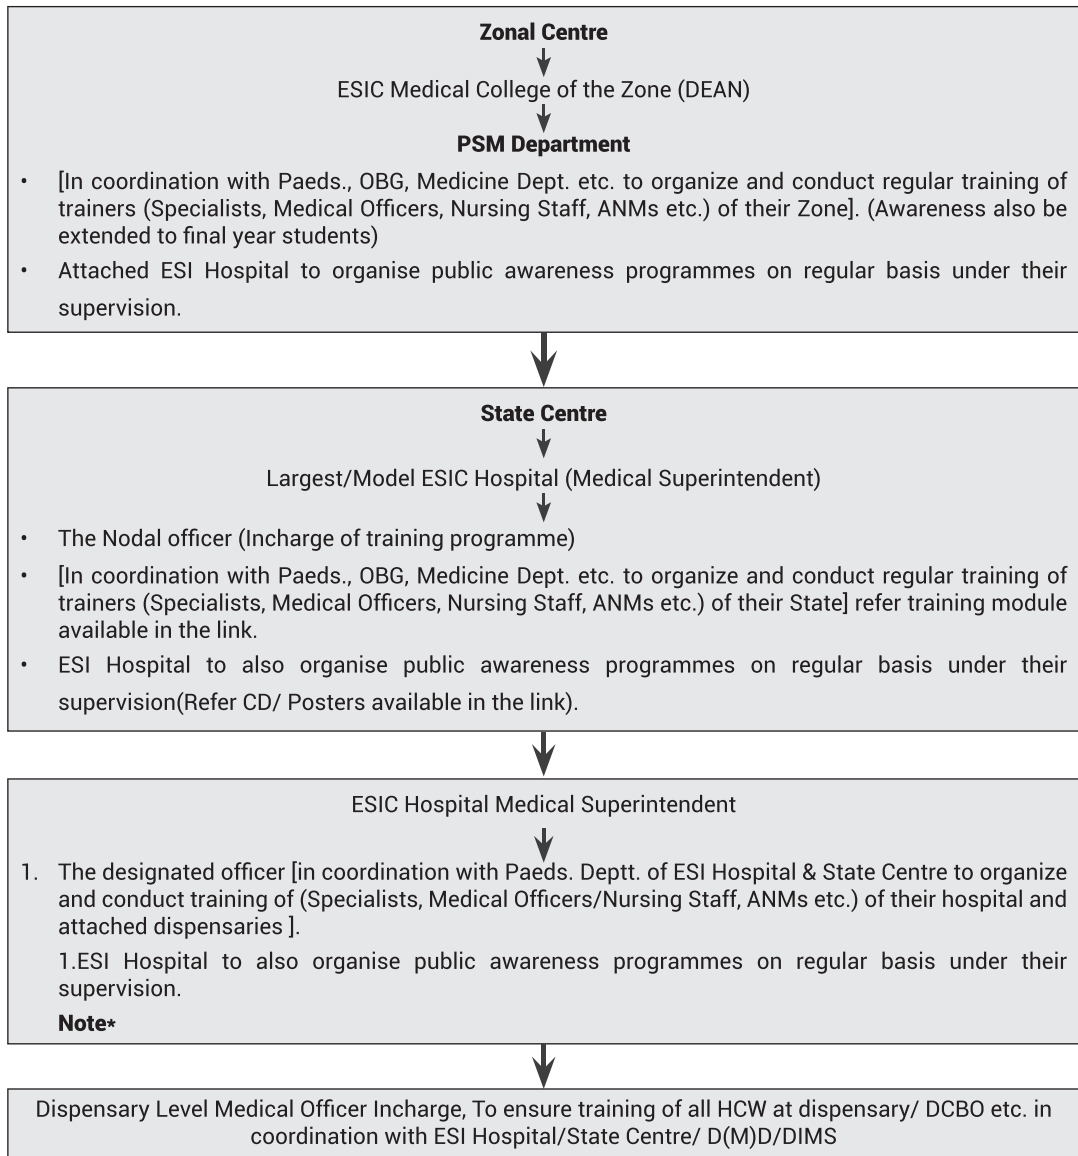 Zonal Centre
ESIC Medical College of the Zone (DEAN)
PSM Department
• [In coordination with Paeds., OBG, Medicine Dept. etc. to organize and conduct regular training of
trainers (Specialists, Medical Officers, Nursing Staff, ANMs etc.) of their Zone]. (Awareness also be
extended to final year students)
• Attached ESI Hospital to organise public awareness programmes on regular basis under their
supervision.
State Centre
Largest/Model ESIC Hospital (Medical Superintendent)
• The Nodal officer (Incharge of training programme)
• [In coordination with Paeds., OBG, Medicine Dept. etc. to organize and conduct regular training of
trainers (Specialists, Medical Officers, Nursing Staff, ANMs etc.) of their State] refer training module
available in the link.
• ESI Hospital to also organise public awareness programmes on regular basis under their
supervision(Refer CD/ Posters available in the link).
ESIC Hospital Medical Superintendent
1. The designated officer [in coordination with Paeds. Deptt. of ESI Hospital & State Centre to organize
and conduct training of (Specialists, Medical Officers/Nursing Staff, ANMs etc.) of their hospital and
attached dispensaries ].
1.ESI Hospital to also organise public awareness programmes on regular basis under their
supervision.
Note*
Dispensary Level Medical Officer Incharge, To ensure training of all HCW at dispensary/ DCBO etc. in
coordination with ESI Hospital/State Centre/ D(M)D/DIMS